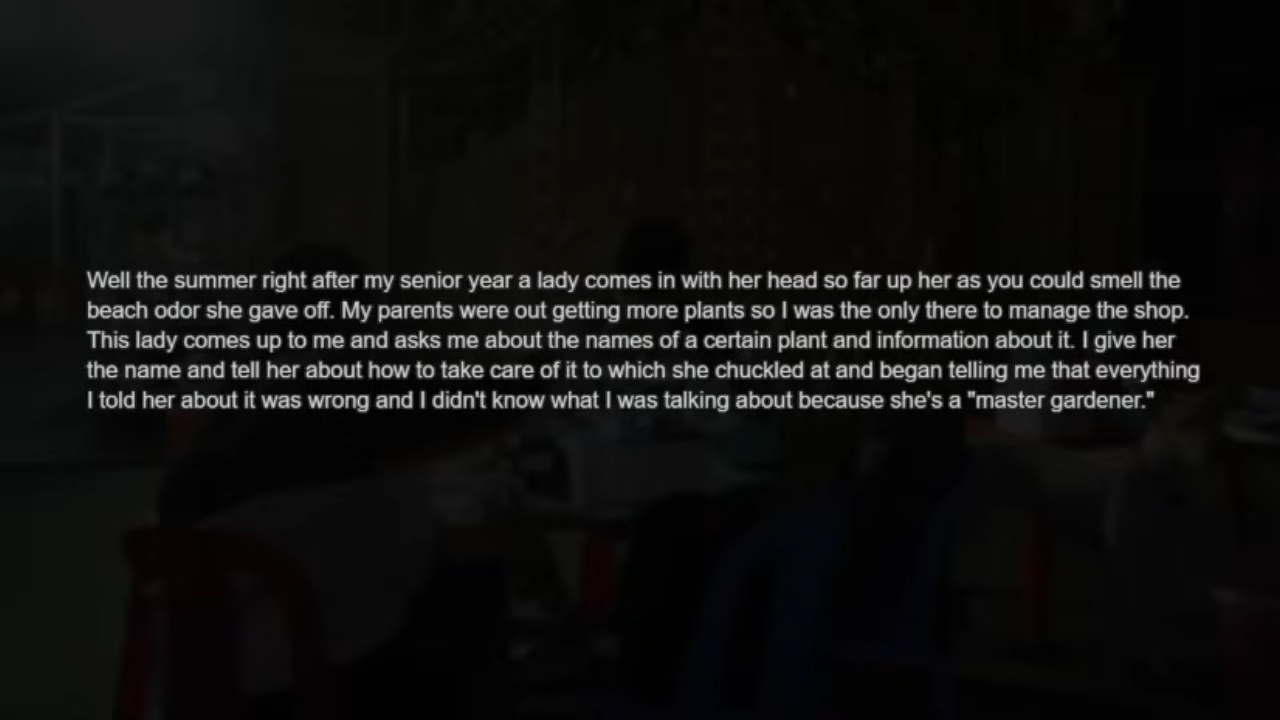 Well the summer right after my senior year a lady comes in with her head so far up her as you could smell the
beach odor she gave off. My parents were out getting more plants so I was the only there to manage the shop.
This lady comes up to me and asks me about the names of a certain plant and information about it. I give her
the name and tell her about how to take care of it to which she chuckled at and began telling me that everything
I told her about it was wrong and I didn't know what I was talking about because she's a "master gardener."